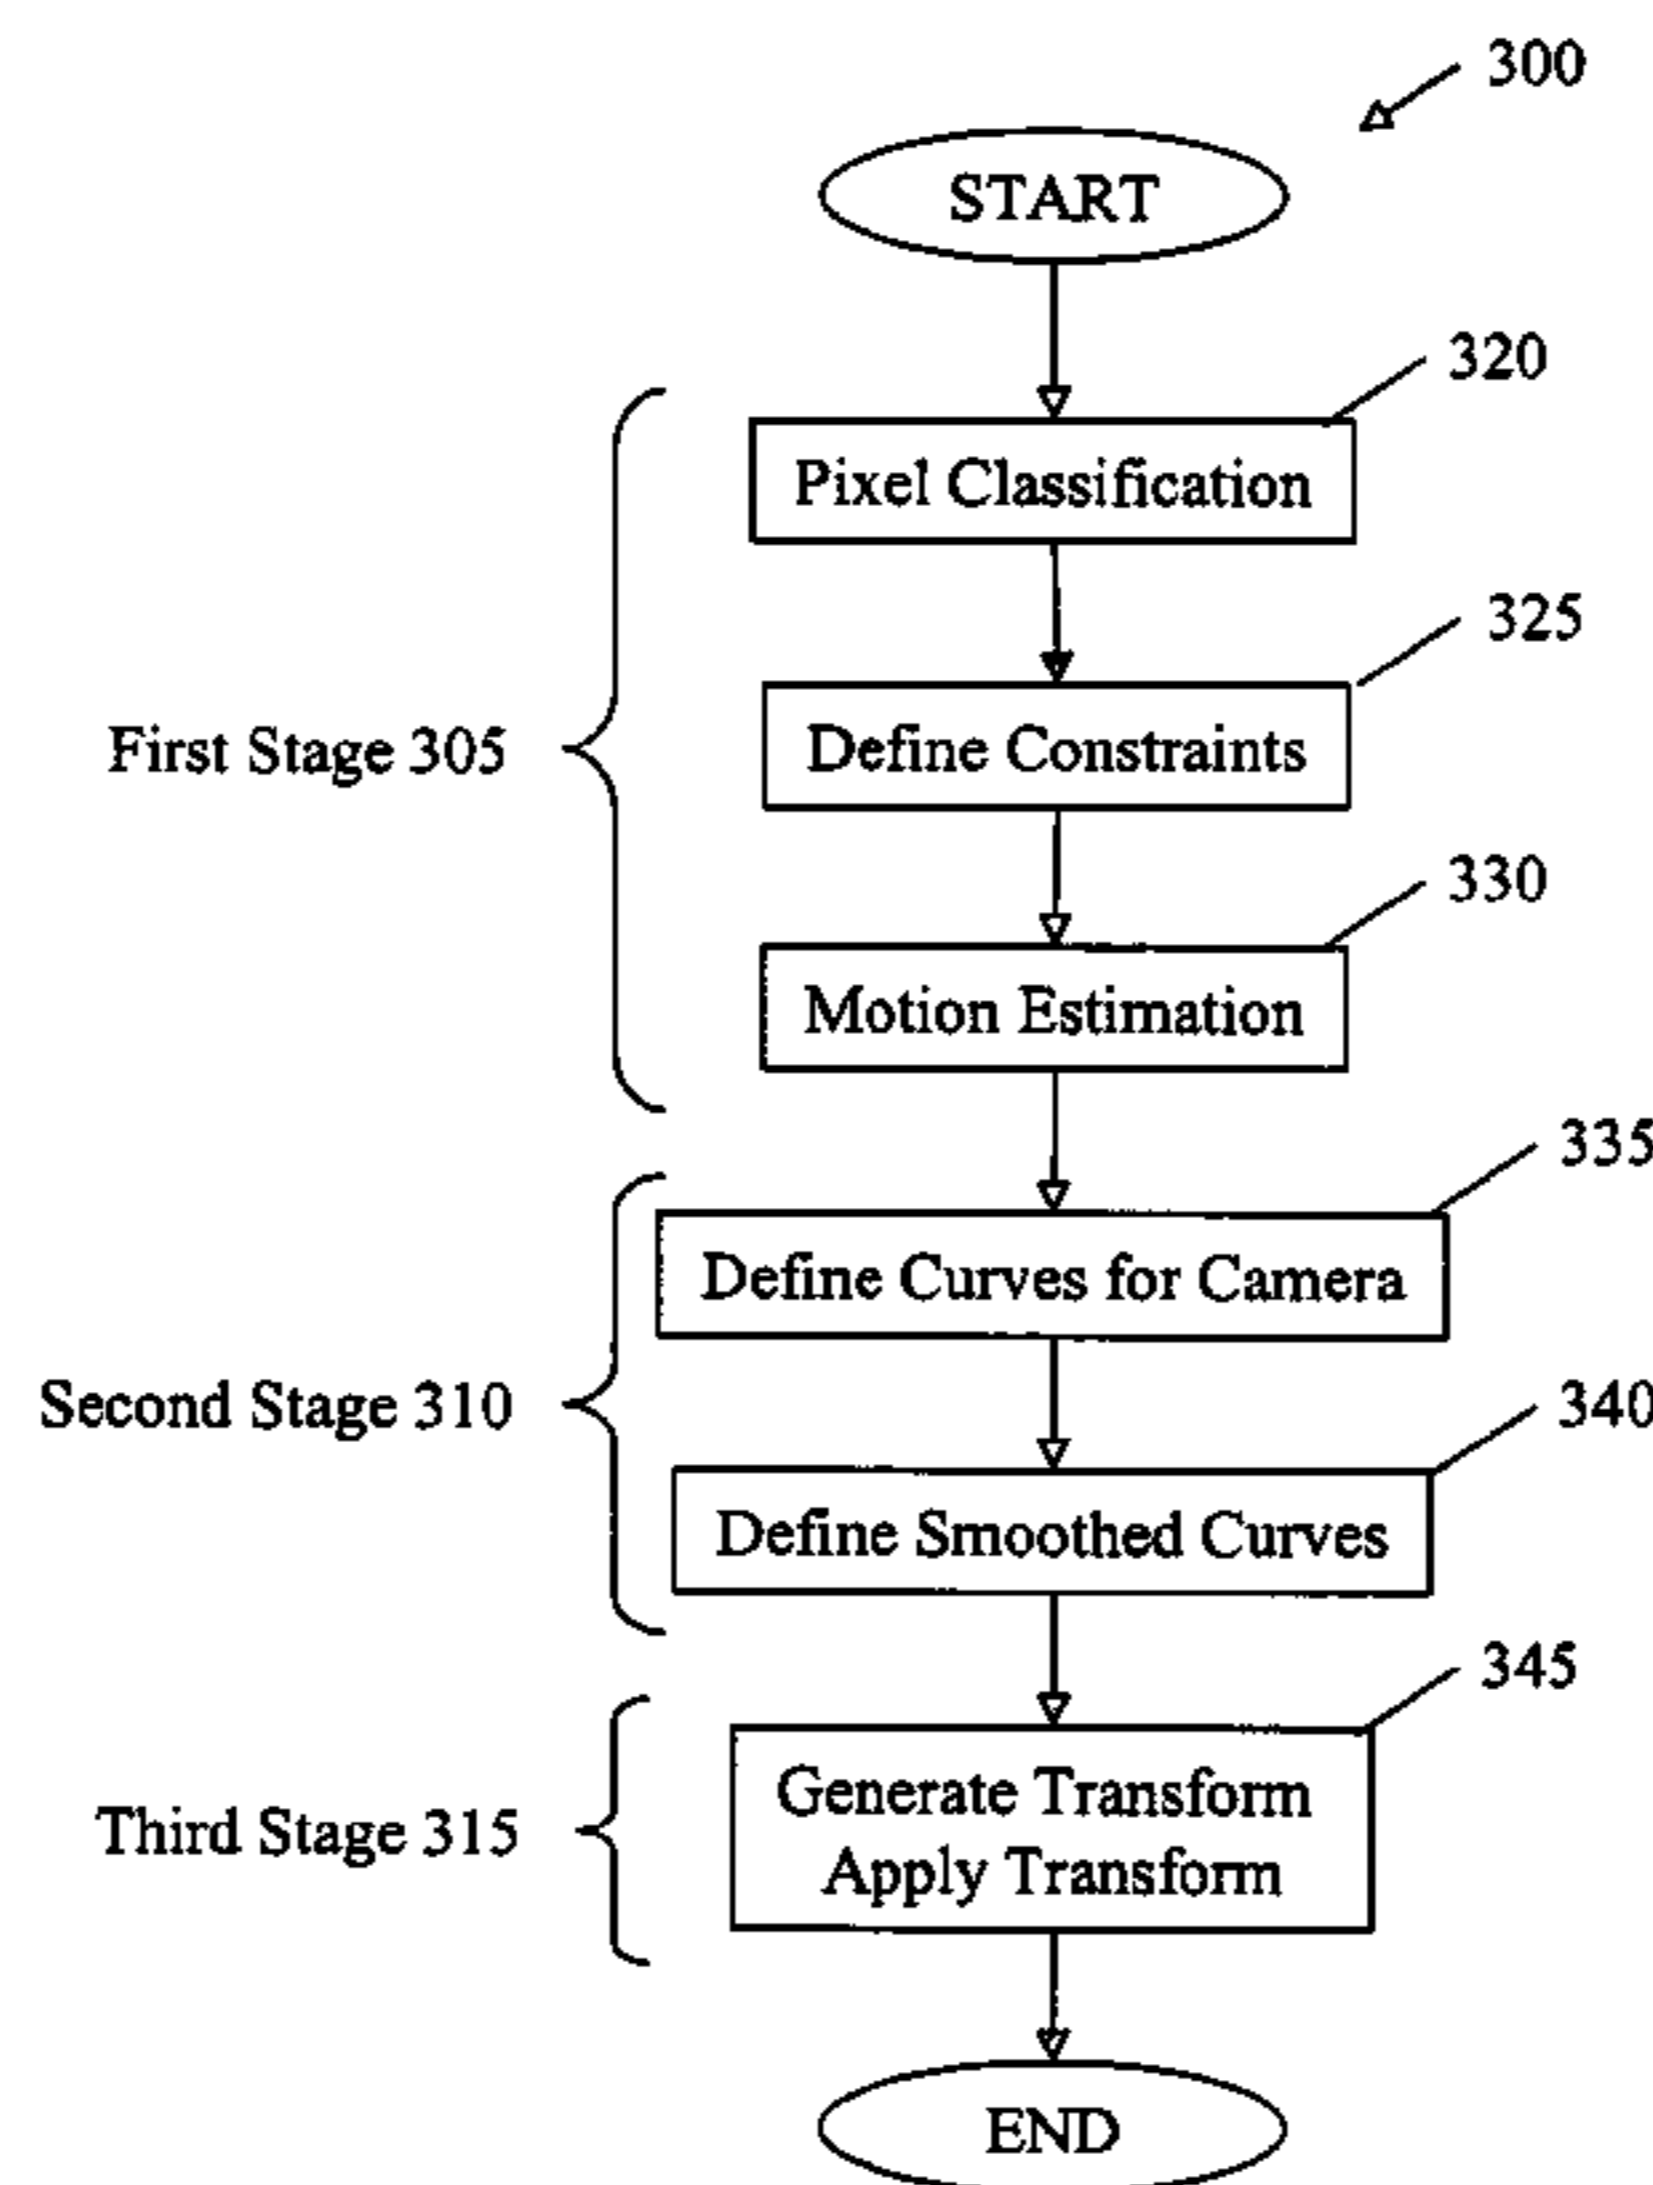 300
START
320
Pixel Classification
325
First Stage 305
Define Constraints
330
Motion Estimation
335
Define Curves for Camera
Second Stage 310
340
Define Smoothed Curves
345
Generate Transform
Apply Transform
Third Stage 315
END